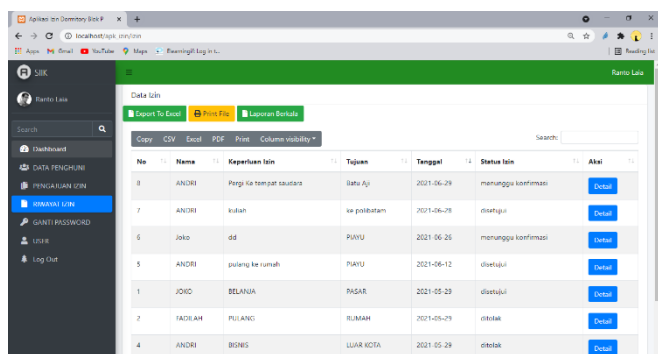 Aplikasi Izin Dormitory Blok P
localhost/apk_izin/izin
Apps Gmail YouTube Maps Elearning8: Log in t... Reading list
SIIK Ranto Laia
Ranto Laia
Search
Dashboard
DATA PENGHUNI
PENGAJUAN IZIN
RIWAYAT IZIN
GANTI PASSWORD
USER
Log Out
Data Izin
Export To Excel Print File Laporan Berkala
Copy CSV Excel PDF Print Column visibility Search:
No Nama Keperluan Izin Tujuan Tanggal Status Izin Aksi
8 ANDRI Pergi Ke tempat saudara Batu Aji 2021-06-29 menunggu konfirmasi Detail
7 ANDRI kuliah ke polibatam 2021-06-28 disetujui Detail
6 Joko dd PIAYU 2021-06-26 menunggu konfirmasi Detail
5 ANDRI pulang ke rumah PIAYU 2021-06-12 disetujui Detail
1 JOKO BELANJA PASAR 2021-05-29 disetujui Detail
2 FADILAH PULANG RUMAH 2021-05-29 ditolak Detail
4 ANDRI BISNIS LUAR KOTA 2021-05-29 ditolak Detail